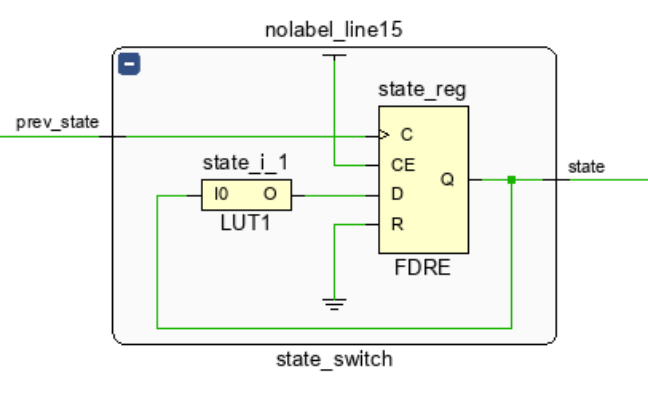 nolabel_line15
state_reg
prev_state
C
state_i_1
CE
state
I0 O
D
Q
LUT1
R
FDRE
state_switch